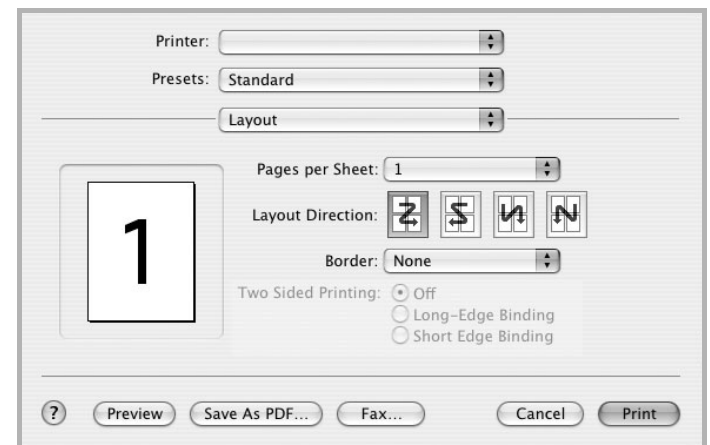 Printer:
Presets: Standard
Layout
Pages per Sheet: 1
Layout Direction:
Border: None
Two Sided Printing: Off
Long-Edge Binding
Short Edge Binding
1
? Preview Save As PDF... Fax... Cancel Print